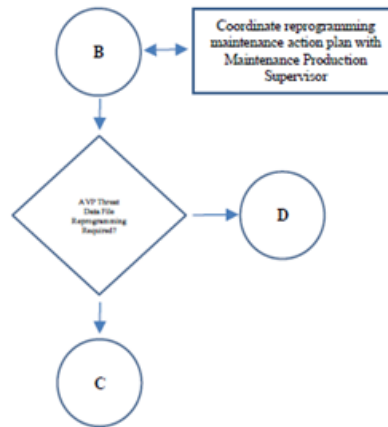 B
Coordinate reprogramming
maintenance action plan with
Maintenance Production
Supervisor
AVP Threat
Data File
Reprogramming
Required?
D
C